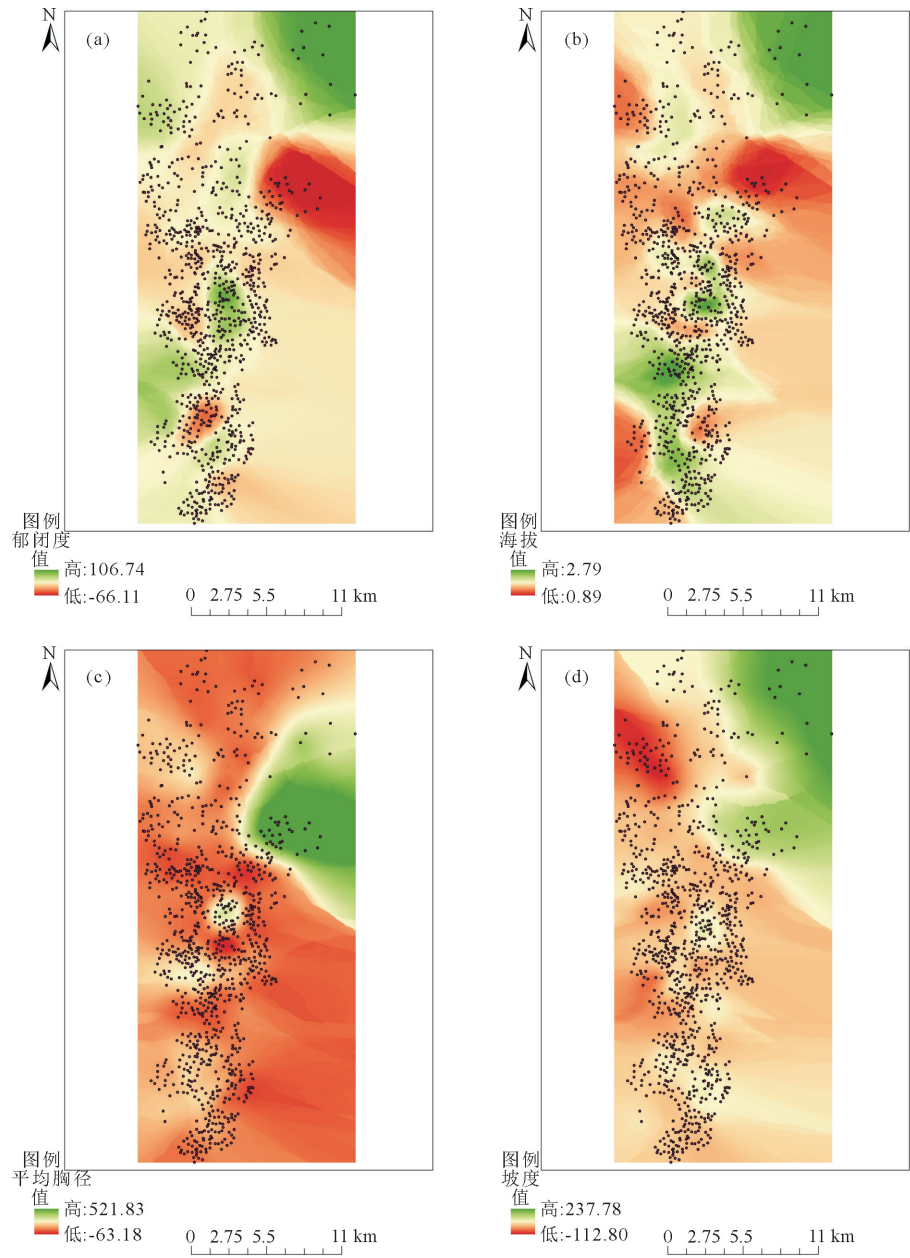 N
(a)
图例
郁闭度
值
高:106.74
低:-66.11
0 2.75 5.5 11 km
N
(b)
图例
海拔
值
高:2.79
低:0.89
0 2.75 5.5 11 km
N
(c)
图例
平均胸径
值
高:521.83
低:-63.18
0 2.75 5.5 11 km
N
(d)
图例
坡度
值
高:237.78
低:-112.80
0 2.75 5.5 11 km